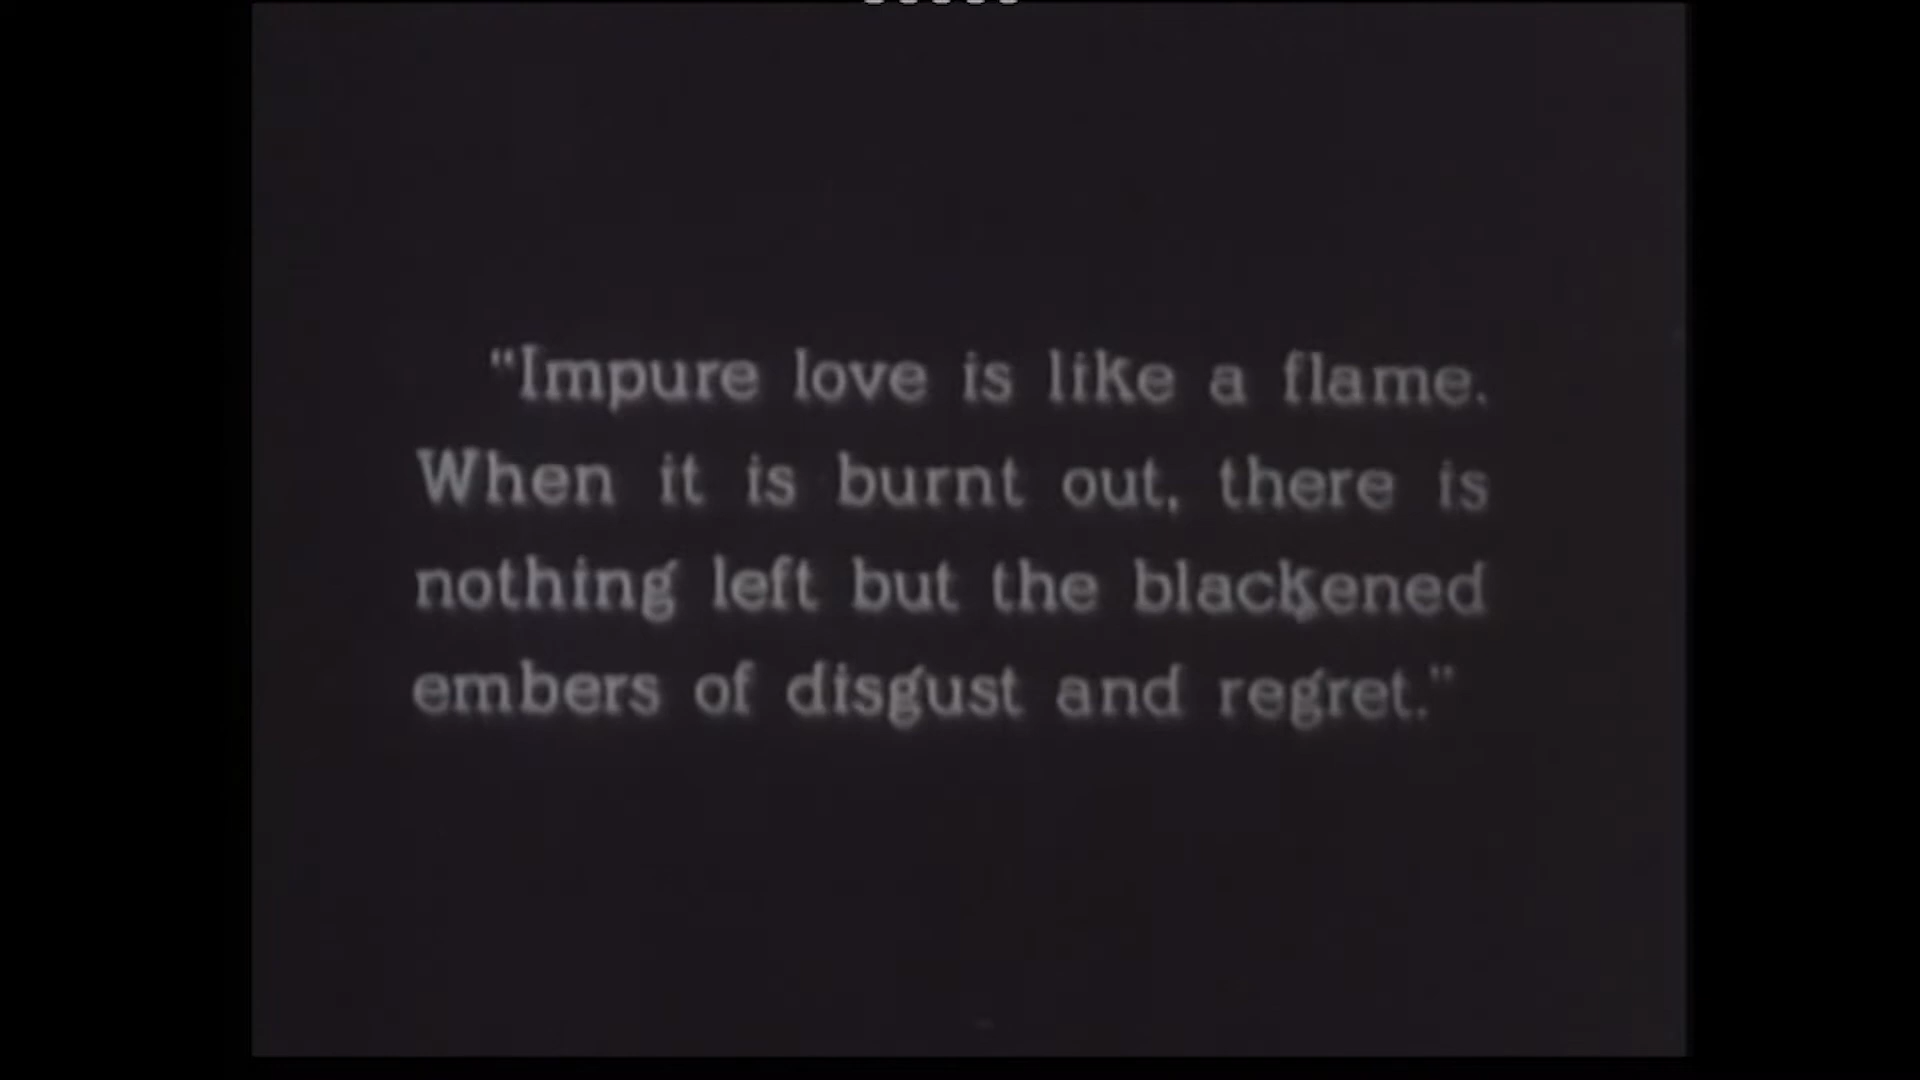 "Impure love is like a flame.
When it is burnt out, there is
nothing left but the blackened
embers of disgust and regret."